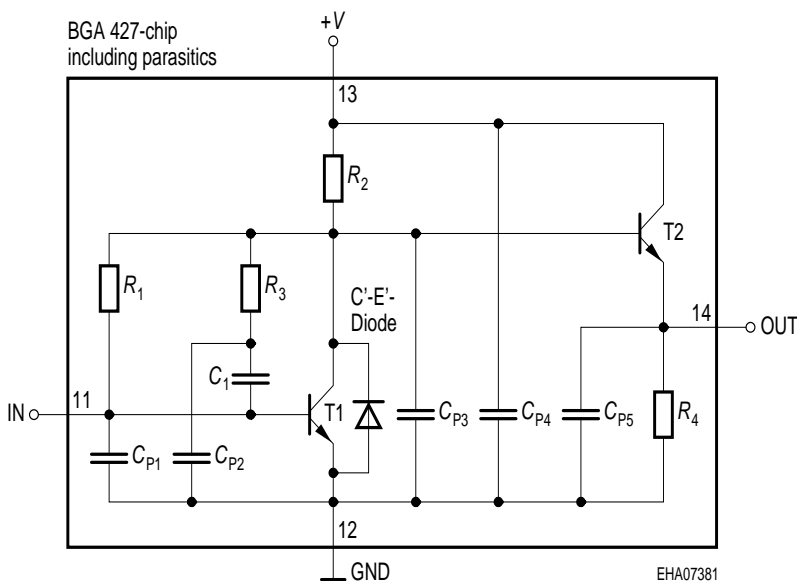 BGA 427-chip
including parasitics
+V
13
R2
T2
R1
R3
C'-E'-
Diode
14
OUT
C1
11
IN
T1
CP1
CP2
CP3
CP4
CP5
R4
12
GND
EHA07381